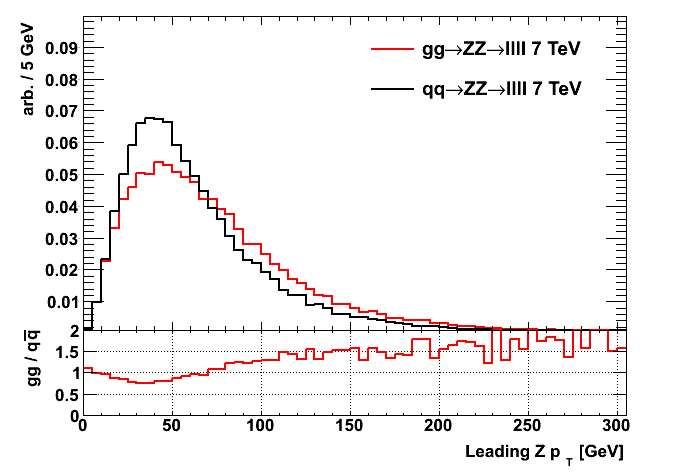 arb. / 5 GeV
0.09
0.08
0.07
0.06
0.05
0.04
0.03
0.02
0.01
gg→ZZ→llll 7 TeV
qq→ZZ→llll 7 TeV
gg / qq̅
2
1.5
1
0.5
0
0 50 100 150 200 250 300
Leading Z p_T [GeV]